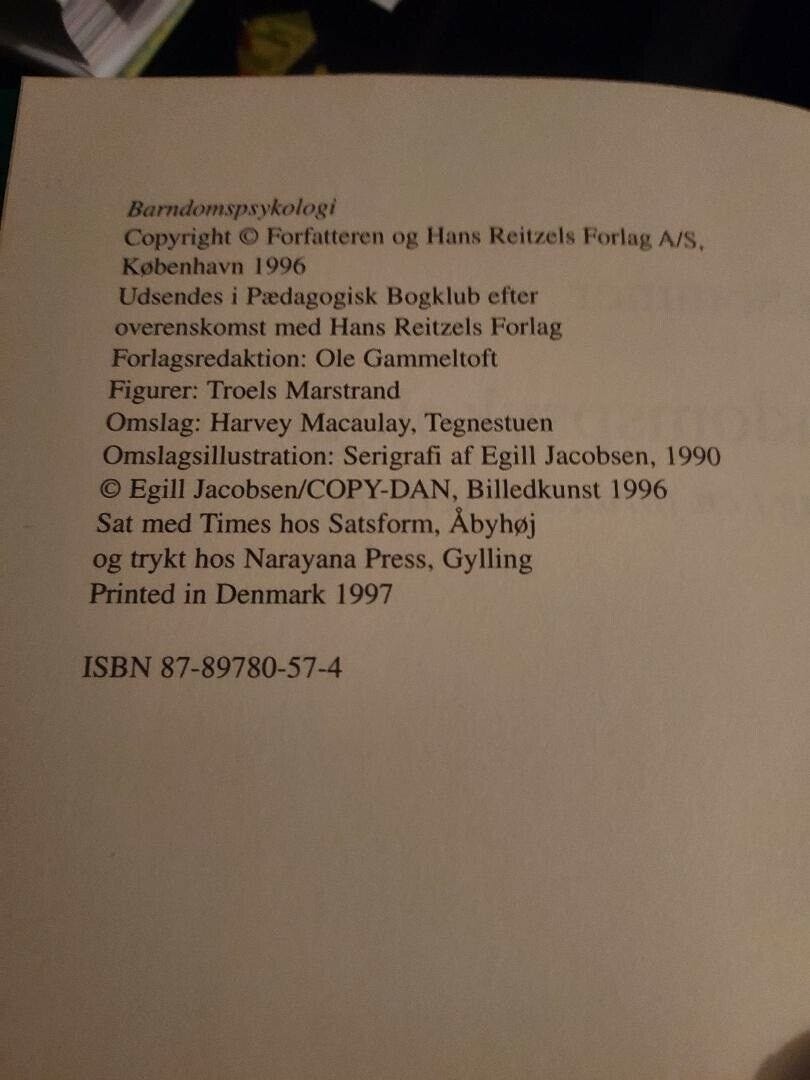 Barndomspsykologi
Copyright © Forfatteren og Hans Reitzels Forlag A/S,
København 1996
Udsendes i Pædagogisk Bogklub efter
overenskomst med Hans Reitzels Forlag
Forlagsredaktion: Ole Gammeltoft
Figurer: Troels Marstrand
Omslag: Harvey Macaulay, Tegnestuen
Omslagsillustration: Serigrafi af Egill Jacobsen, 1990
© Egill Jacobsen/COPY-DAN, Billedkunst 1996
Sat med Times hos Satsform, Åbyhøj
og trykt hos Narayana Press, Gylling
Printed in Denmark 1997
ISBN 87-89780-57-4